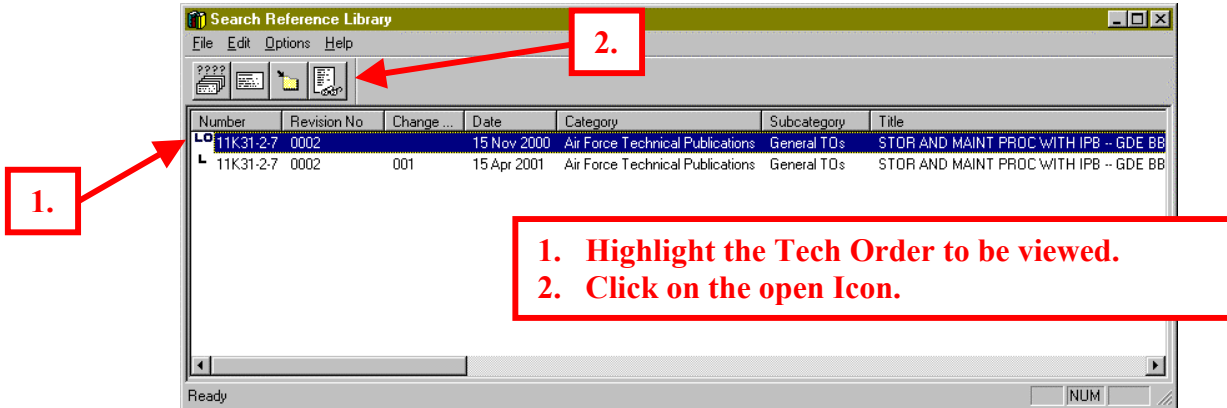 Search Reference Library
File Edit Options Help
2.
????
Number Revision No Change ... Date Category Subcategory Title
LO 11K31-2-7 0002 15 Nov 2000 Air Force Technical Publications General TOs STOR AND MAINT PROC WITH IPB -- GDE BB
L 11K31-2-7 0002 001 15 Apr 2001 Air Force Technical Publications General TOs STOR AND MAINT PROC WITH IPB -- GDE BB
1.
1. Highlight the Tech Order to be viewed.
2. Click on the open Icon.
Ready NUM